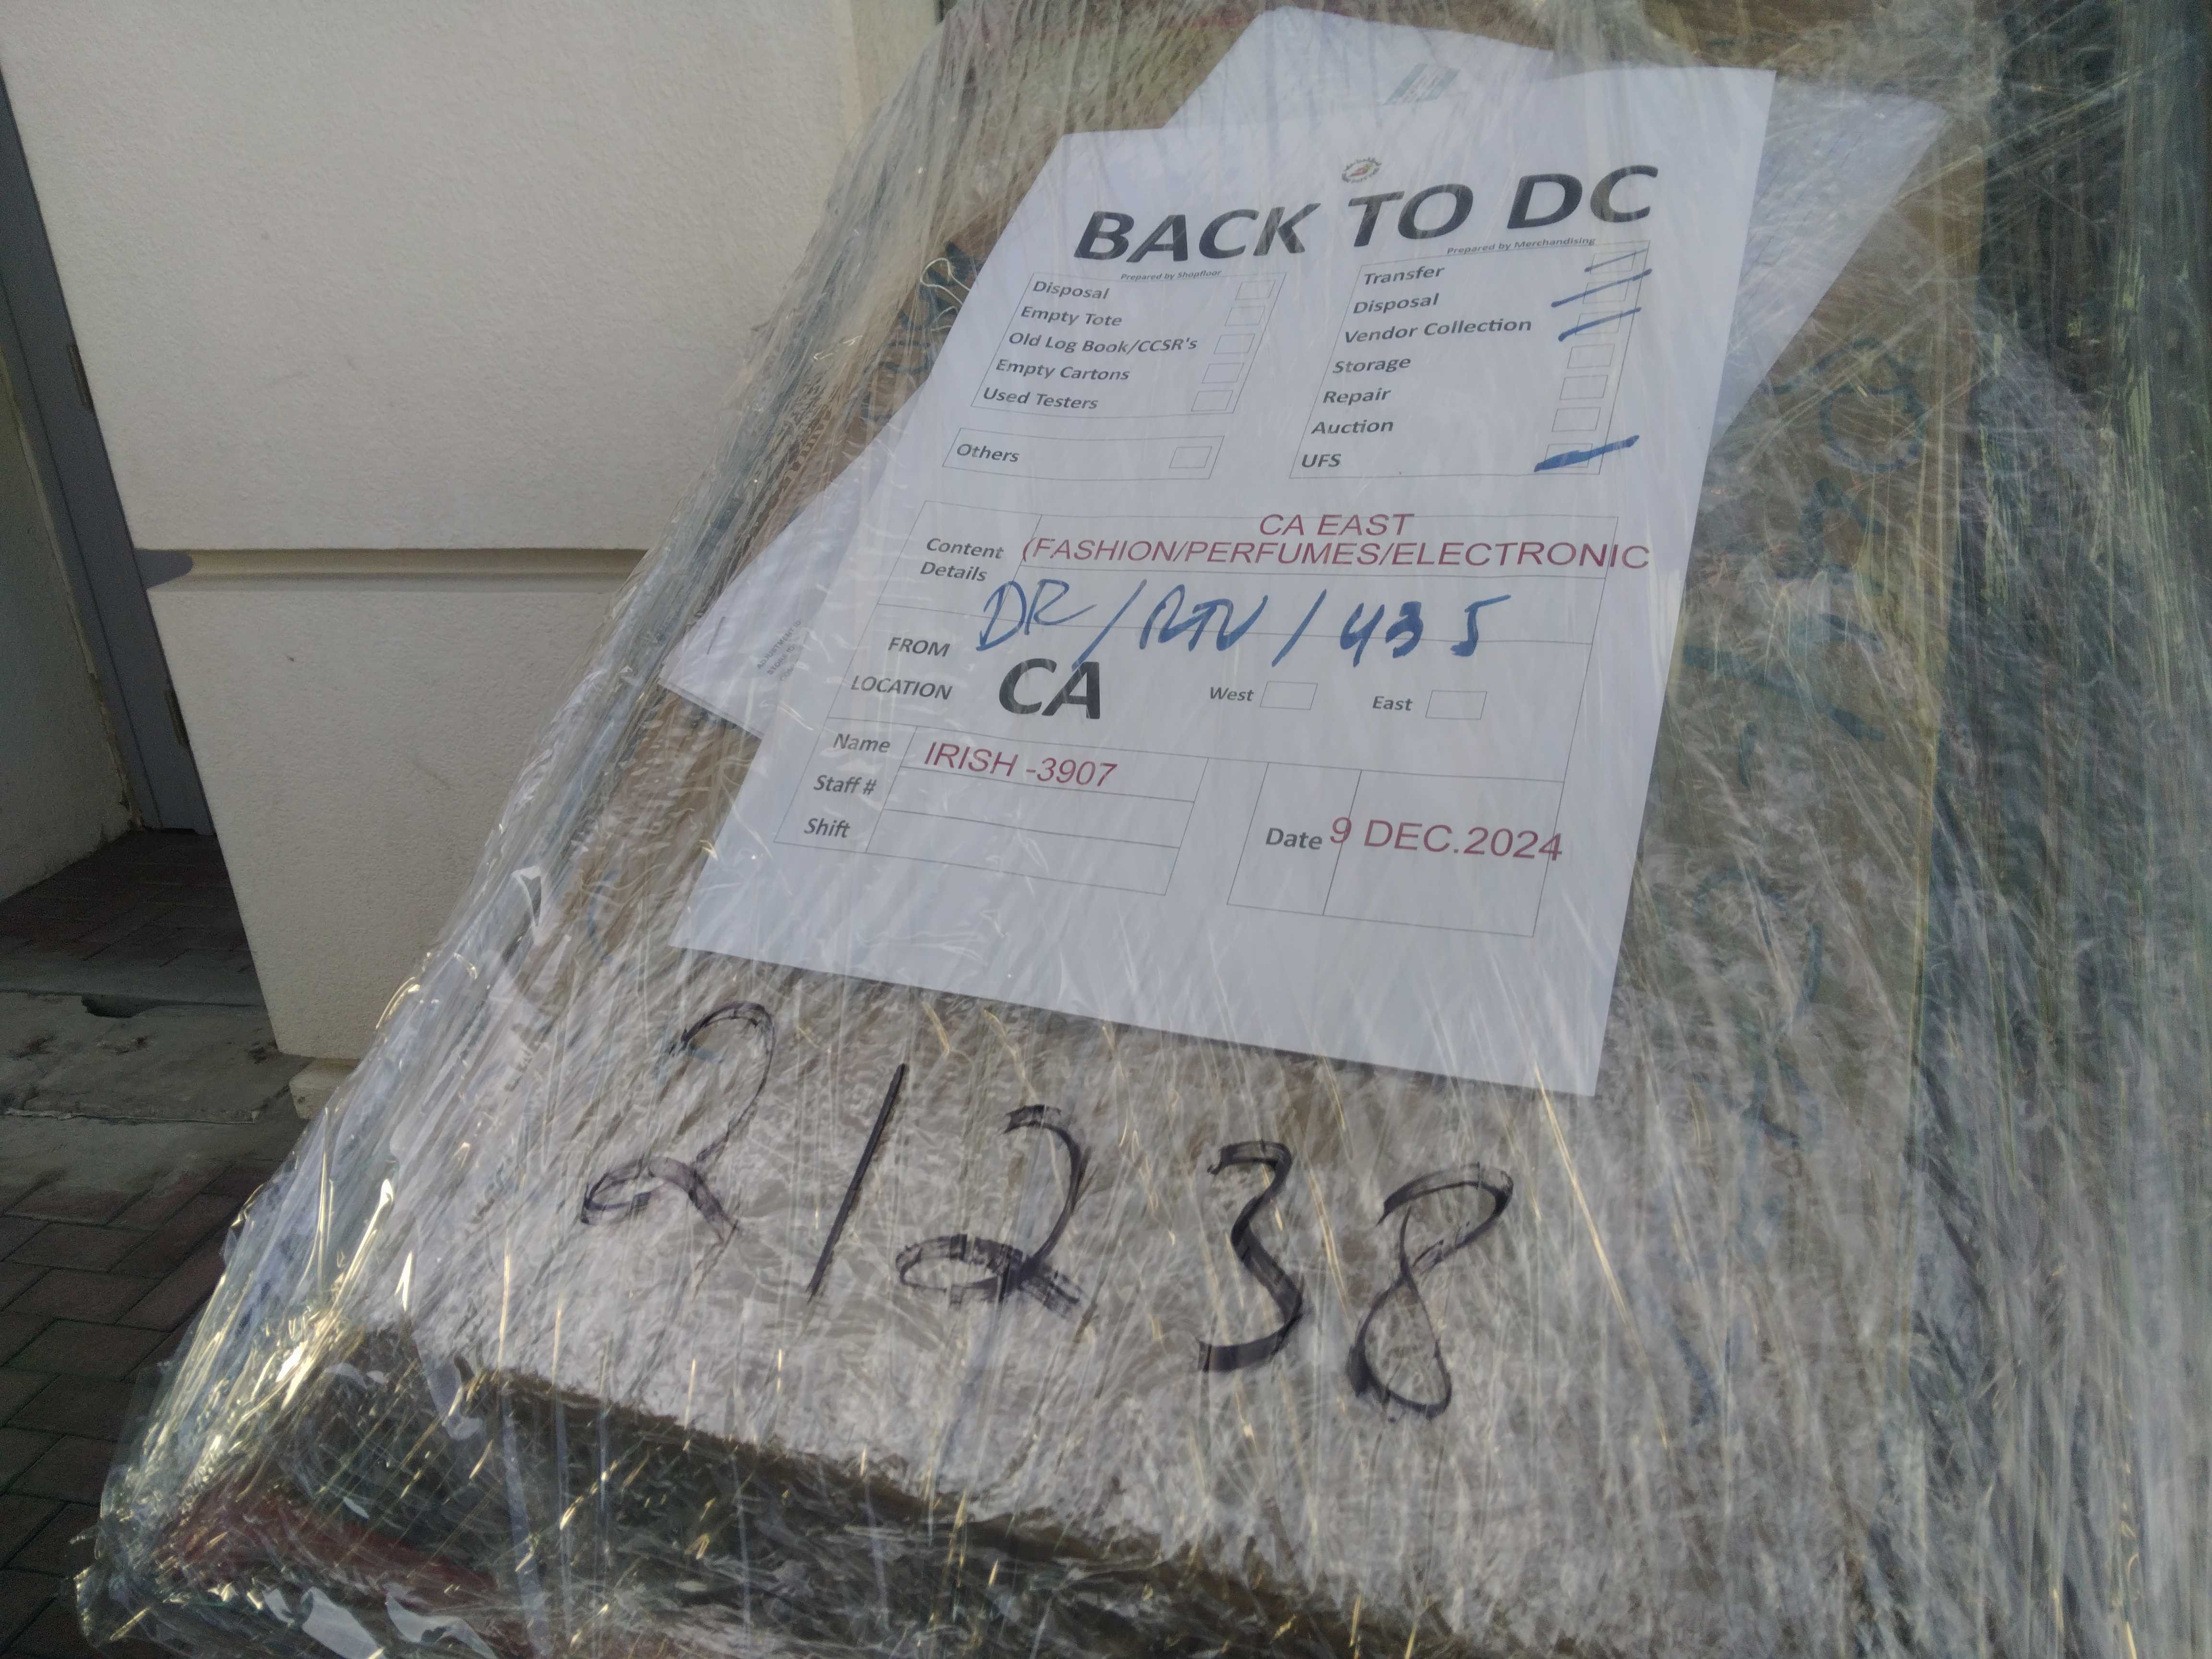 BACK TO DC
Prepared by Shopfloor
Disposal
Empty Tote
Old Log Book/CCSR's
Empty Cartons
Used Testers
Others
Prepared by Merchandising
Transfer
Disposal
Vendor Collection
Storage
Repair
Auction
UFS
Content Details
CA EAST
(FASHION/PERFUMES/ELECTRONIC
DR/RTV/435
FROM
LOCATION CA West East
Name IRISH -3907
Staff #
Shift
Date 9 DEC.2024
21238